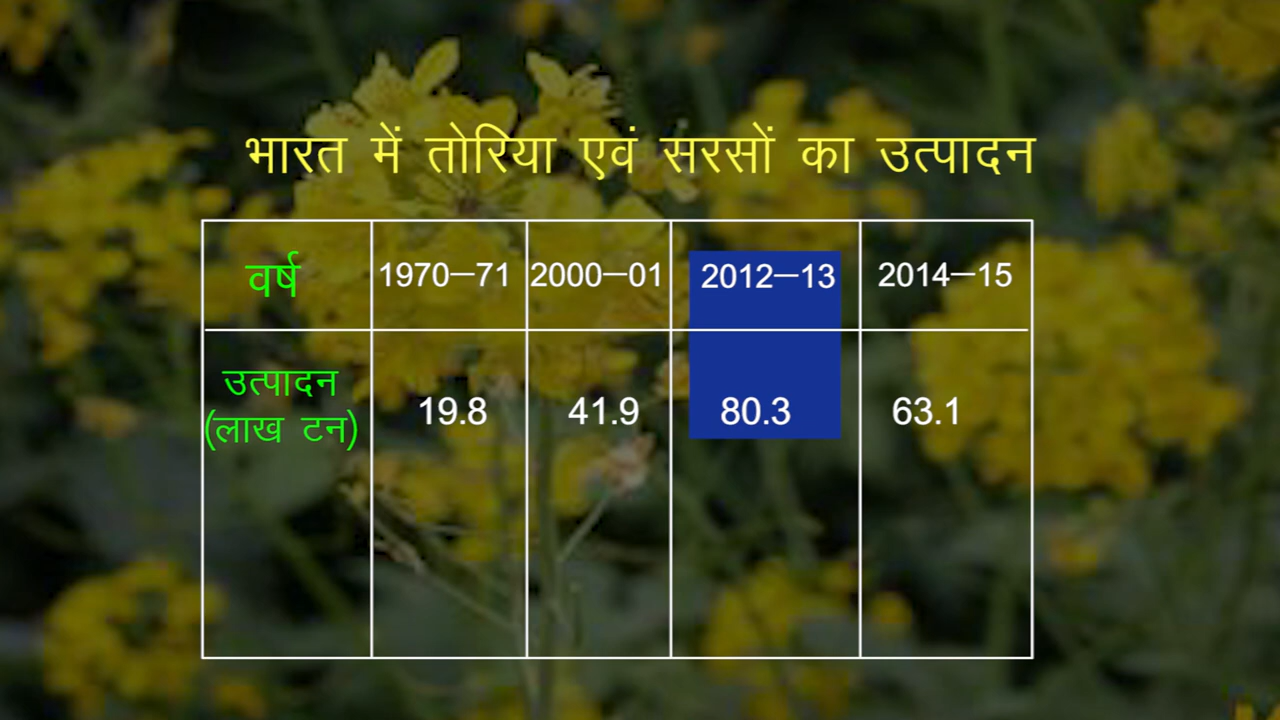 भारत में तोरिया एवं सरसों का उत्पादन
वर्ष 1970–71 2000–01 2012–13 2014–15
उत्पादन
(लाख टन) 19.8 41.9 80.3 63.1